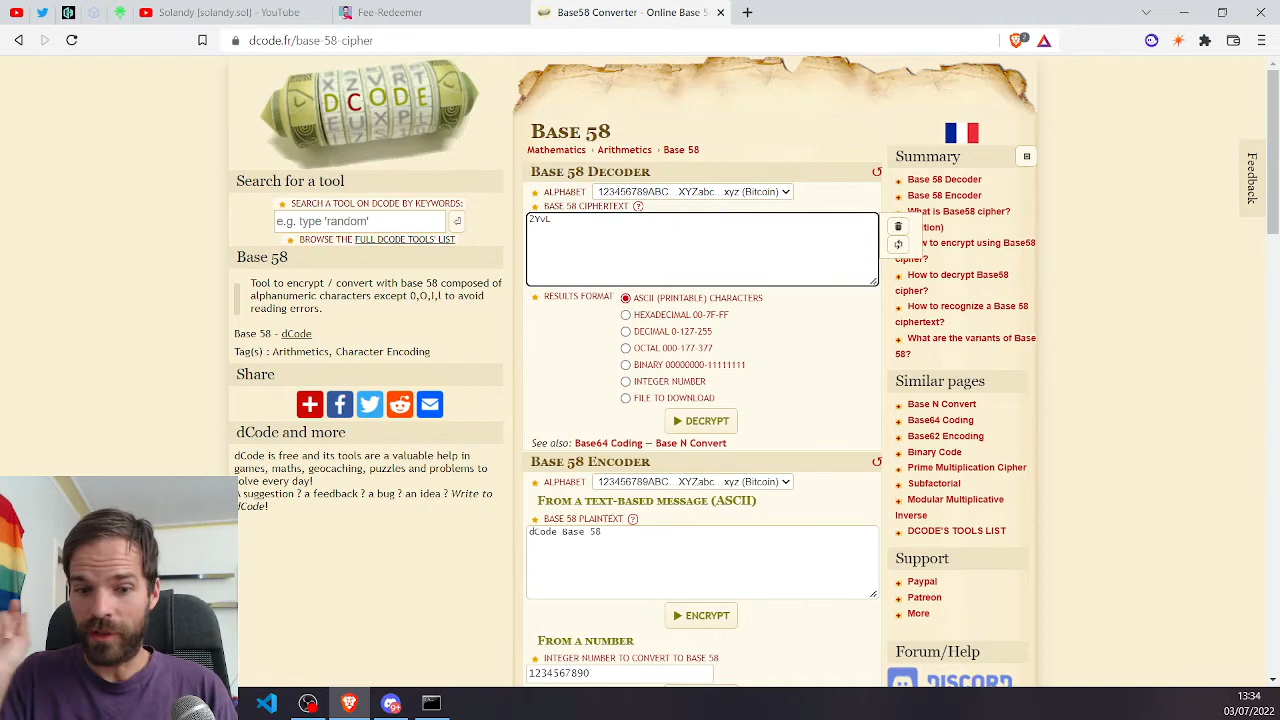 Solana Udemy
Feed | LinkedIn
Base58 Decoder - Online Base5
dcode.fr/base-58-cipher
2
DCODE
Search for a tool
SEARCH A TOOL ON DCODE BY KEYWORDS:
e.g. type 'random'
BROWSE THE FULL DCODE TOOLS' LIST
Base 58
Tool to encrypt / convert with base58 composed of
alphanumeric characters except 0,O,I,l to avoid
reading errors.
Base 58 - dCode
Tag(s) : Arithmetics, Character Encoding
Share
dCode and more
dCode is free and its tools are a valuable help in
games, maths, geocaching, puzzles and problems to
solve every day!
A suggestion ? a feedback ? a bug ? an idea ? Write to
dCode!
Base 58
Mathematics › Arithmetics › Base 58
Base 58 Decoder
ALPHABET 123456789ABC...XYZabc...xyz (Bitcoin)
BASE 58 CIPHERTEXT ?
2YvL
RESULTS FORMAT ASCII (PRINTABLE) CHARACTERS
HEXADECIMAL 00-7F-FF
DECIMAL 0-127-255
OCTAL 000-177-377
BINARY 00000000-11111111
INTEGER NUMBER
FILE TO DOWNLOAD
▶ DECRYPT
See also: Base64 Coding — Base N Convert
Base 58 Encoder
ALPHABET 123456789ABC...XYZabc...xyz (Bitcoin)
From a text-based message (ASCII)
BASE 58 PLAINTEXT ?
dCode Base 58
▶ ENCRYPT
From a number
INTEGER NUMBER TO CONVERT TO BASE 58
1234567890
Summary
Base 58 Decoder
Base 58 Encoder
What is Base58 cipher?
How to encrypt using Base58
cipher?
How to decrypt Base58
cipher?
How to recognize a Base 58
ciphertext?
What are the variants of Base
58?
Similar pages
Base N Convert
Base64 Coding
Base62 Encoding
Binary Code
Prime Multiplication Cipher
Subfactorial
Modular Multiplicative
Inverse
DCODE'S TOOLS LIST
Support
Paypal
Patreon
More
Forum/Help
DISCORD
Feedback
13:34
03/07/2022